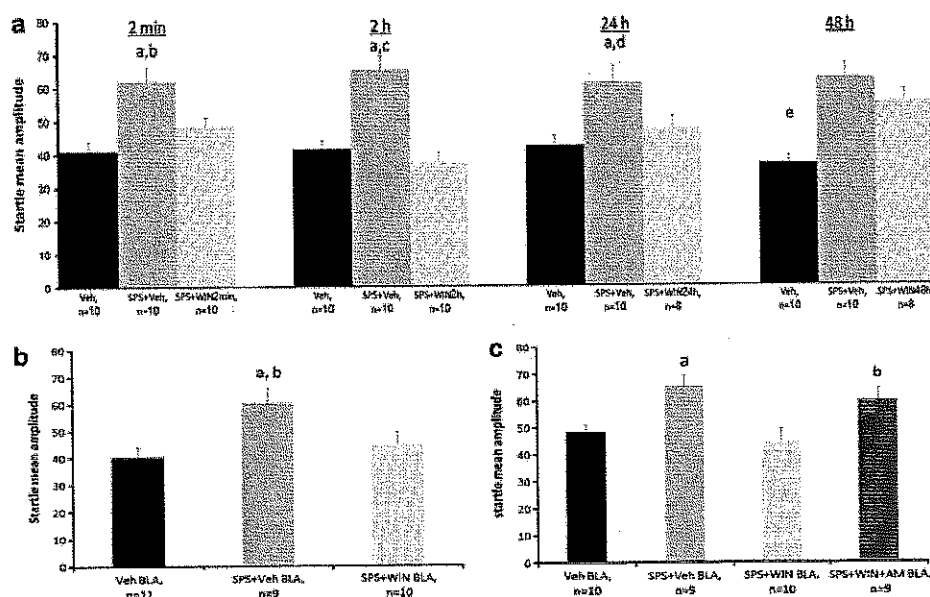 a
80
70
60
50
40
30
20
10
0
Startle mean amplitude
2 min
a,b
2 h
a,c
24 h
a,d
48 h
e
Veh, SPS+Veh, SPS+WIN2min,
n=10 n=10 n=10
Veh, SPS+Veh, SPS+WIN2h,
n=10 n=10 n=10
Veh, SPS+Veh, SPS+WIN24h,
n=10 n=10 n=8
Veh, SPS+Veh, SPS+WIN48h,
n=10 n=10 n=8
b
80
70
60
50
40
30
20
10
0
Startle mean amplitude
a, b
Veh BLA, SPS+Veh BLA, SPS+WIN BLA,
n=11 n=9 n=10
c
80
70
60
50
40
30
20
10
0
startle mean amplitude
a
b
Veh BLA, SPS+Veh BLA, SPS+WIN BLA, SPS+WIN+AM BLA,
n=10 n=9 n=10 n=9